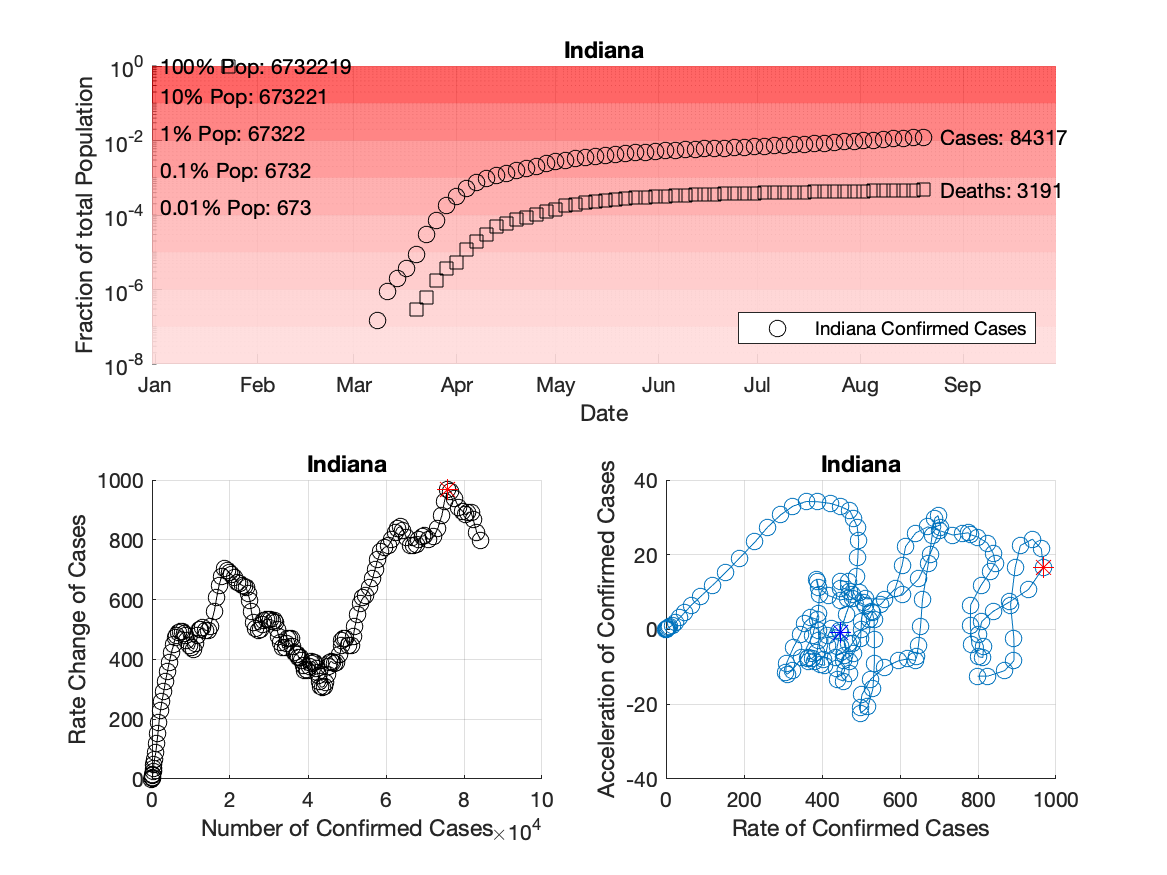 Indiana
Fraction of total Population
10^0
10^-2
10^-4
10^-6
10^-8
100% Pop: 6732219
10% Pop: 673221
1% Pop: 67322
0.1% Pop: 6732
0.01% Pop: 673
Cases: 84317
Deaths: 3191
Indiana Confirmed Cases
Jan Feb Mar Apr May Jun Jul Aug Sep
Date
Indiana
Rate Change of Cases
1000
800
600
400
200
0
0 2 4 6 8 10
Number of Confirmed Cases ×10^4
Indiana
Acceleration of Confirmed Cases
40
20
0
-20
-40
0 200 400 600 800 1000
Rate of Confirmed Cases